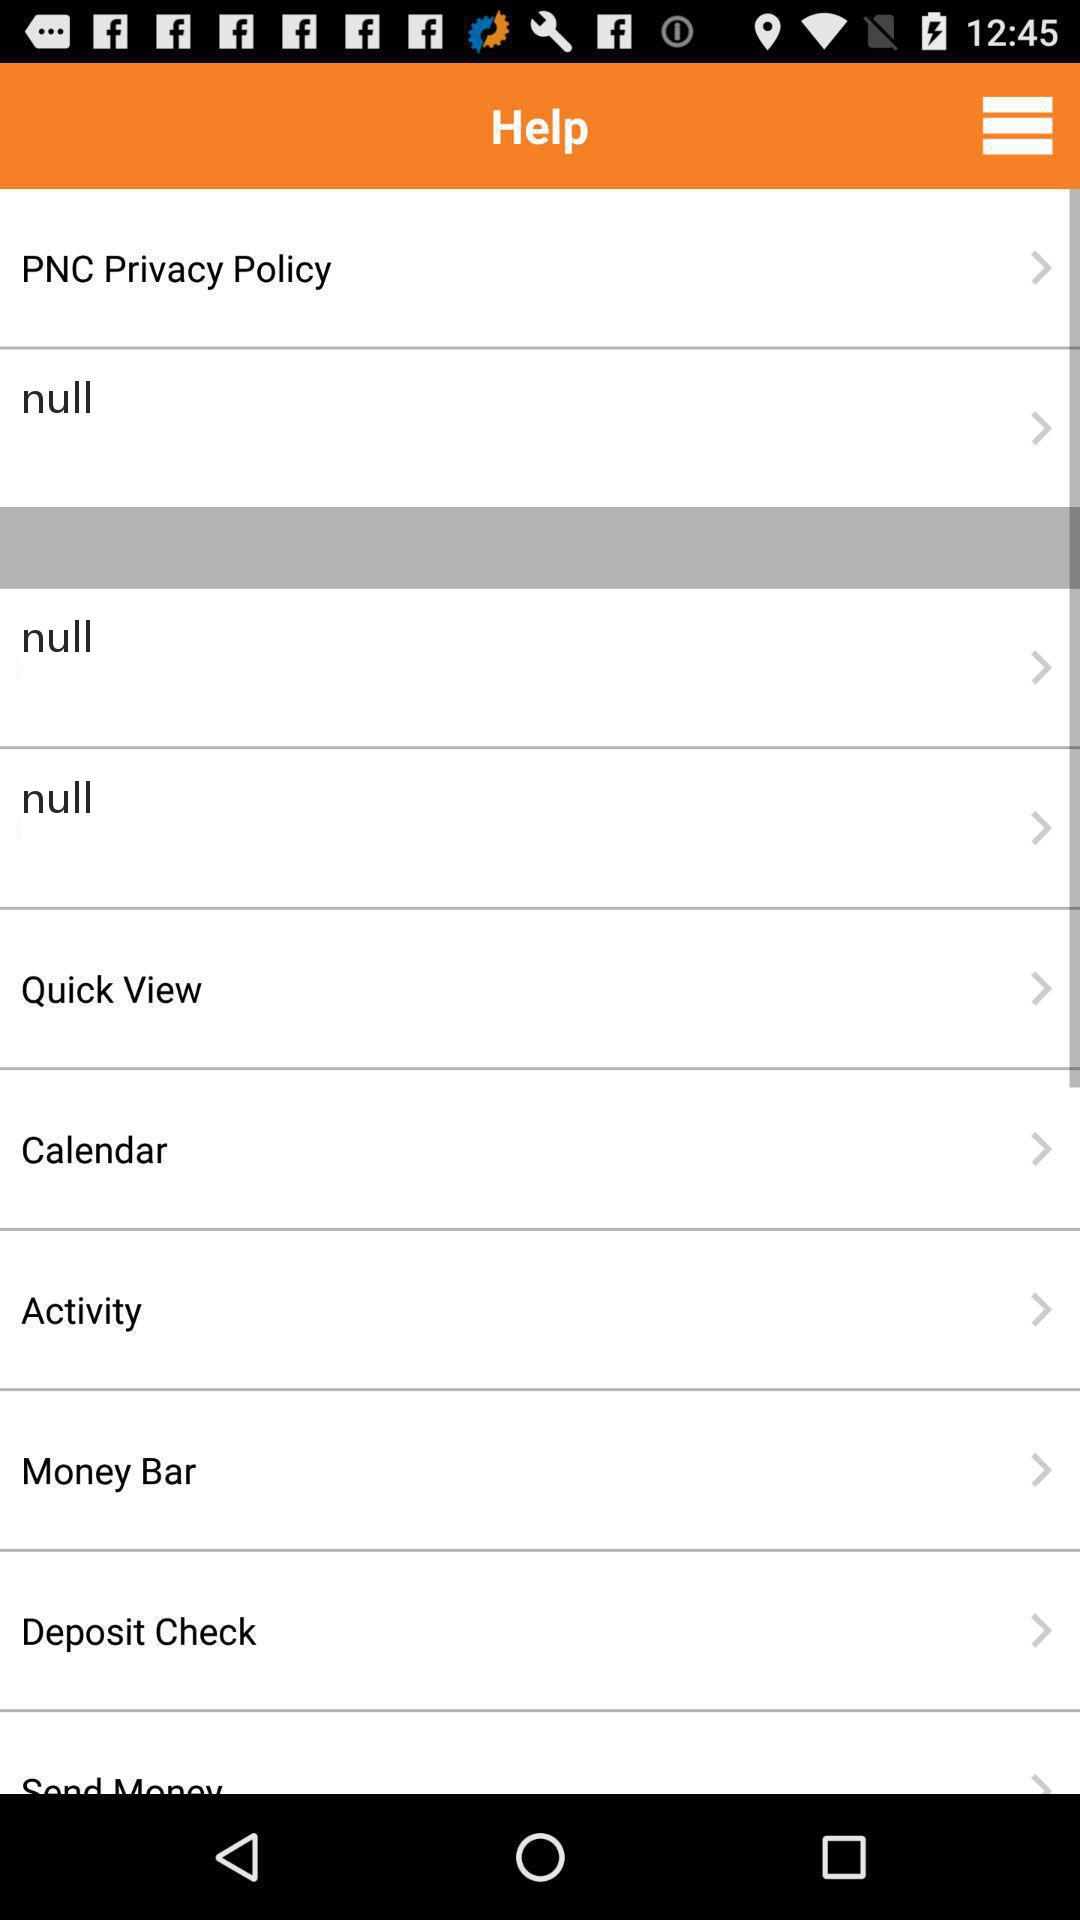 12:45
Help
PNC Privacy Policy
null
null
null
Quick View
Calendar
Activity
Money Bar
Deposit Check
Send Money